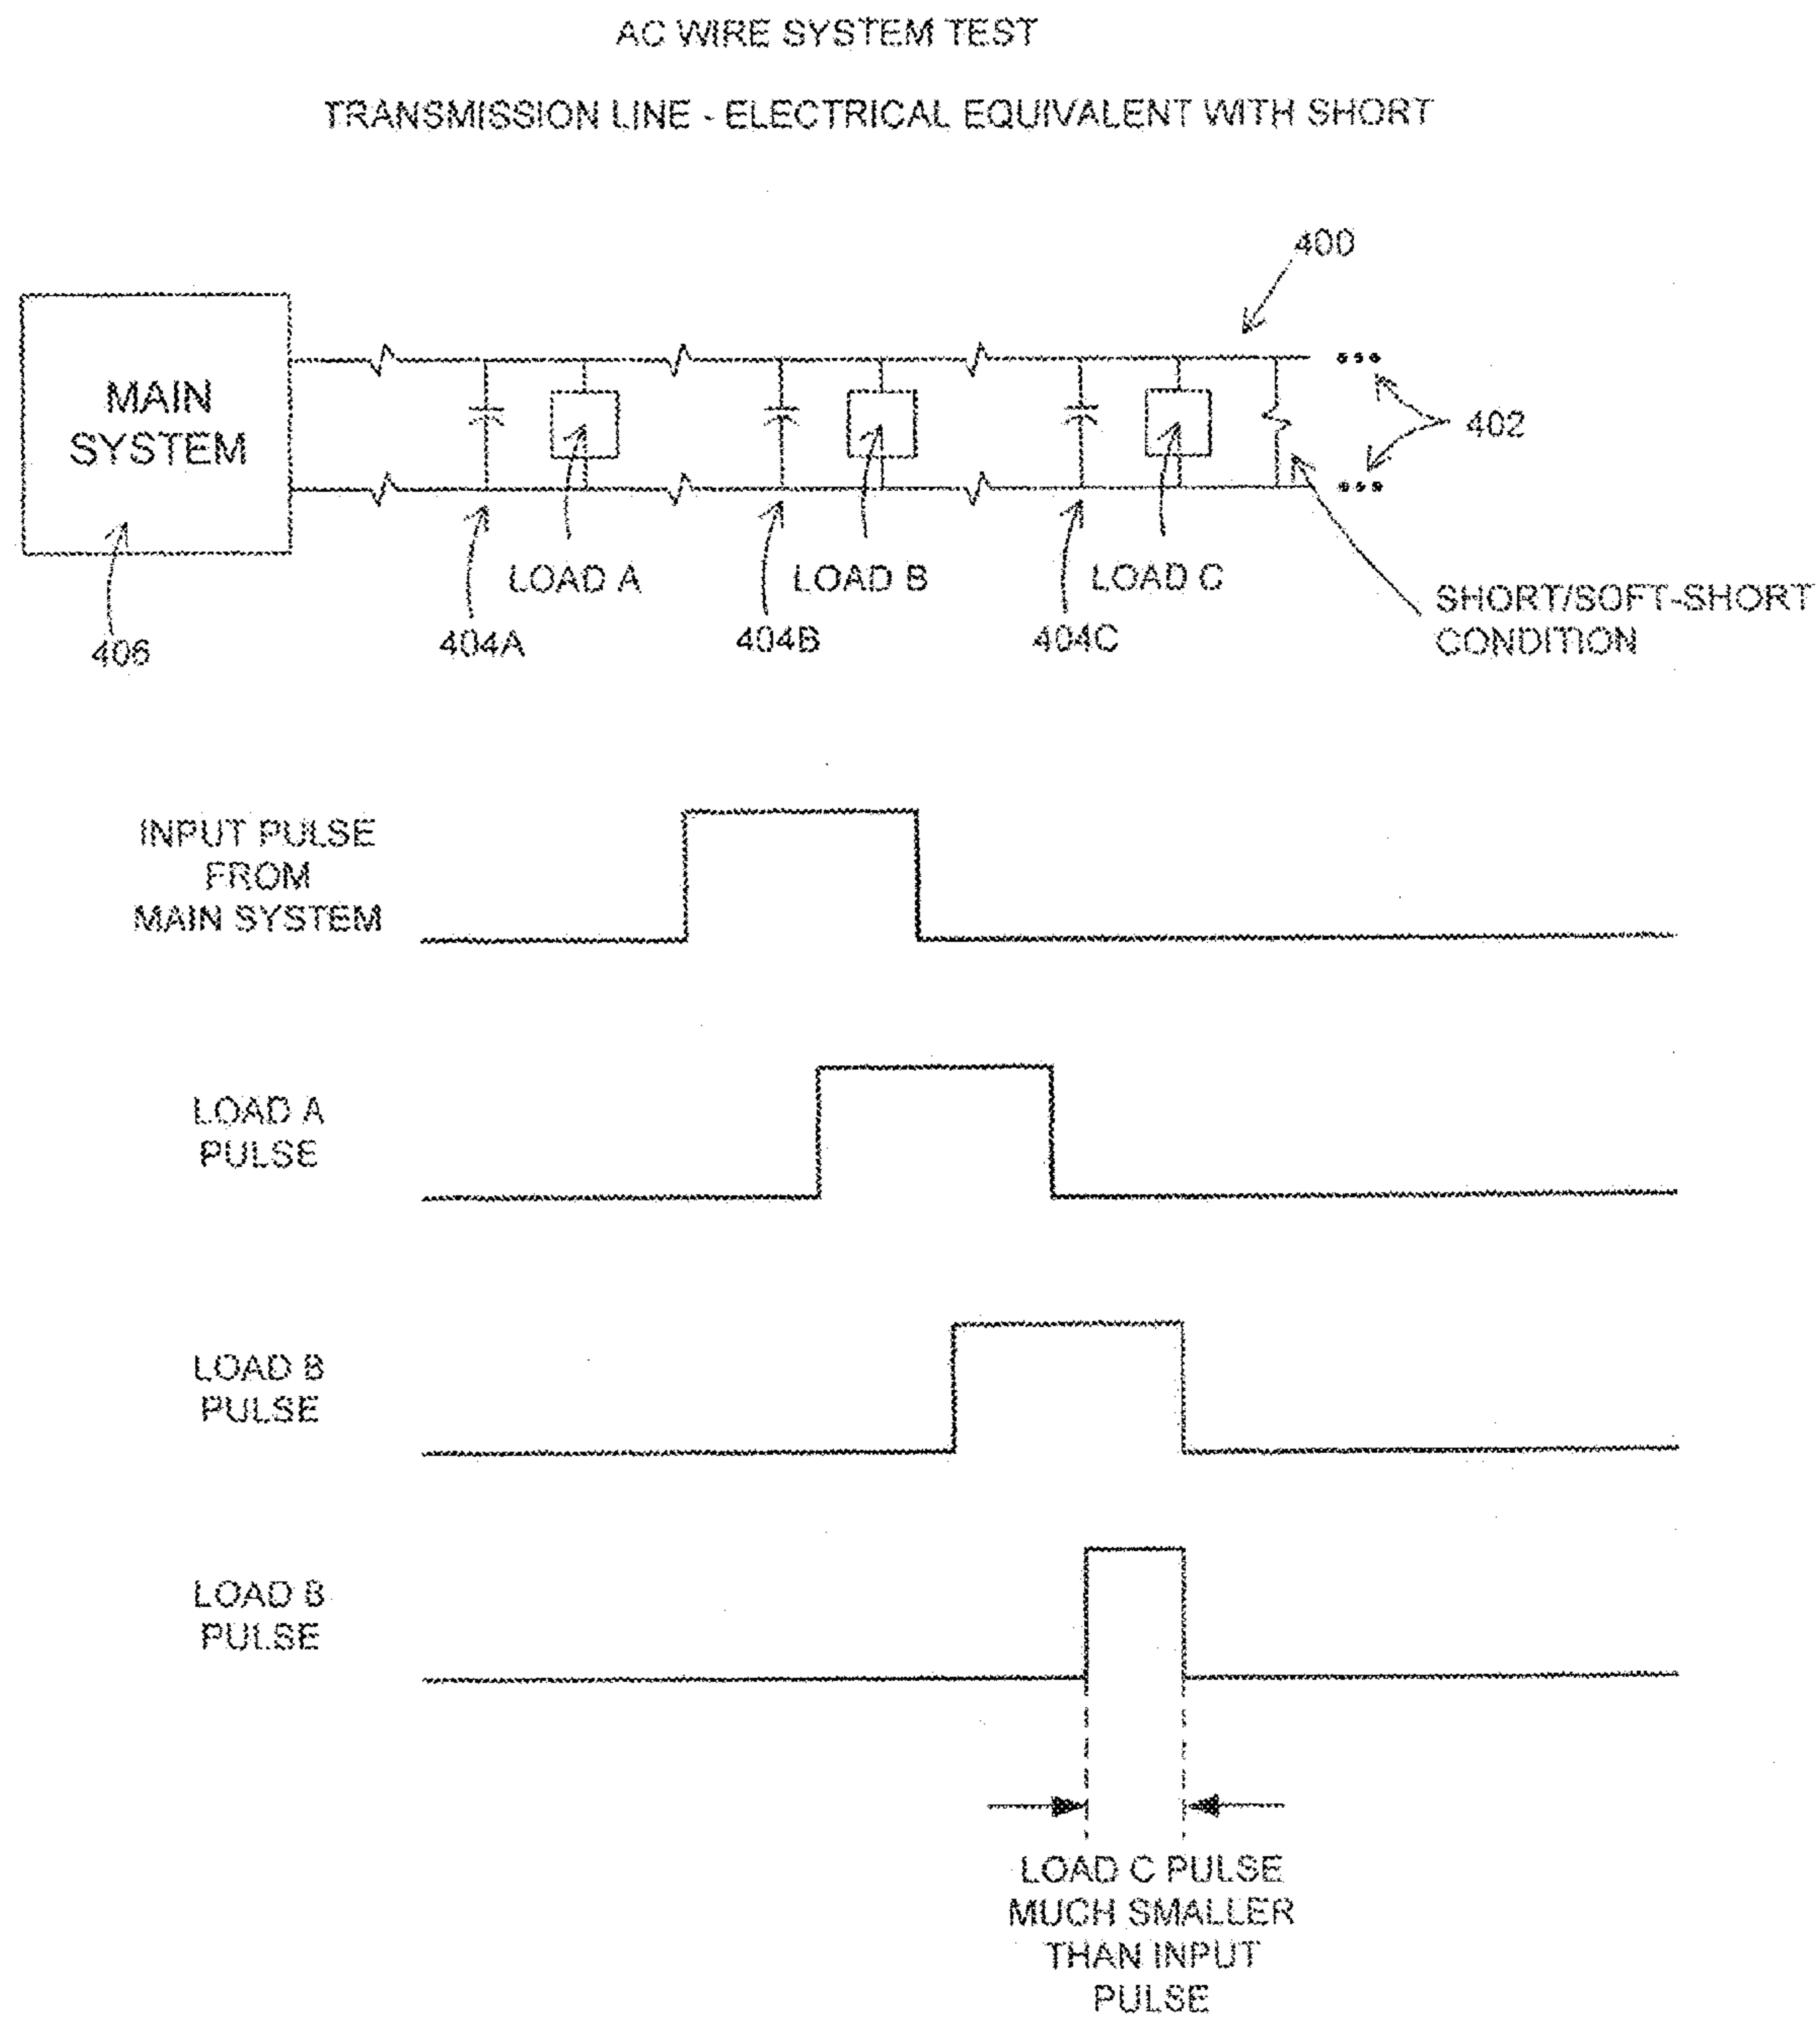 AC WIRE SYSTEM TEST
TRANSMISSION LINE - ELECTRICAL EQUIVALENT WITH SHORT
400
MAIN
SYSTEM
402
LOAD A
LOAD B
LOAD C
SHORT/SOFT-SHORT
CONDITION
406
404A
404B
404C
INPUT PULSE
FROM
MAIN SYSTEM
LOAD A
PULSE
LOAD B
PULSE
LOAD B
PULSE
LOAD C PULSE
MUCH SMALLER
THAN INPUT
PULSE